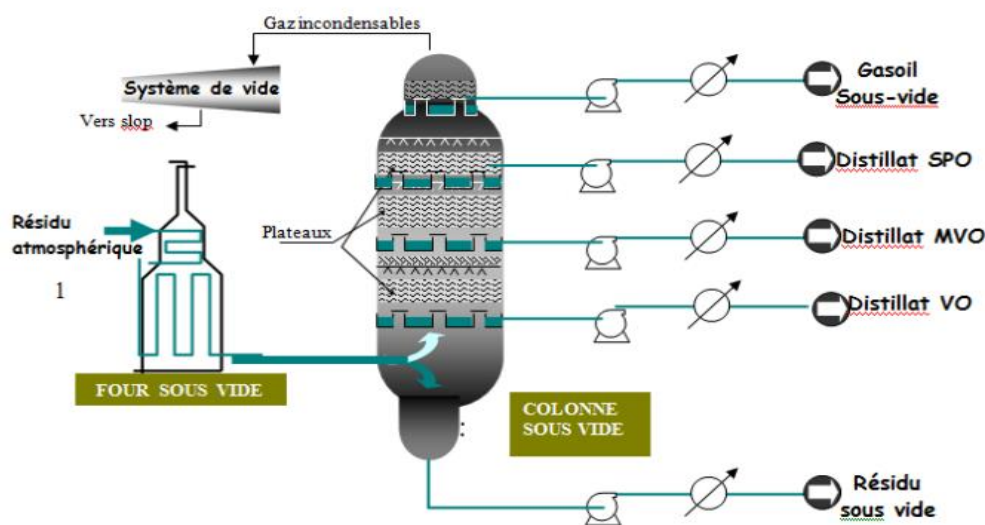 Gaz incondensables
Système de vide
Vers slop
Gasoil
Sous-vide
Distillat SPO
Résidu
atmosphérique
1
Plateaux
Distillat MVO
Distillat VO
FOUR SOUS VIDE
COLONNE
SOUS VIDE
:
Résidu
sous vide